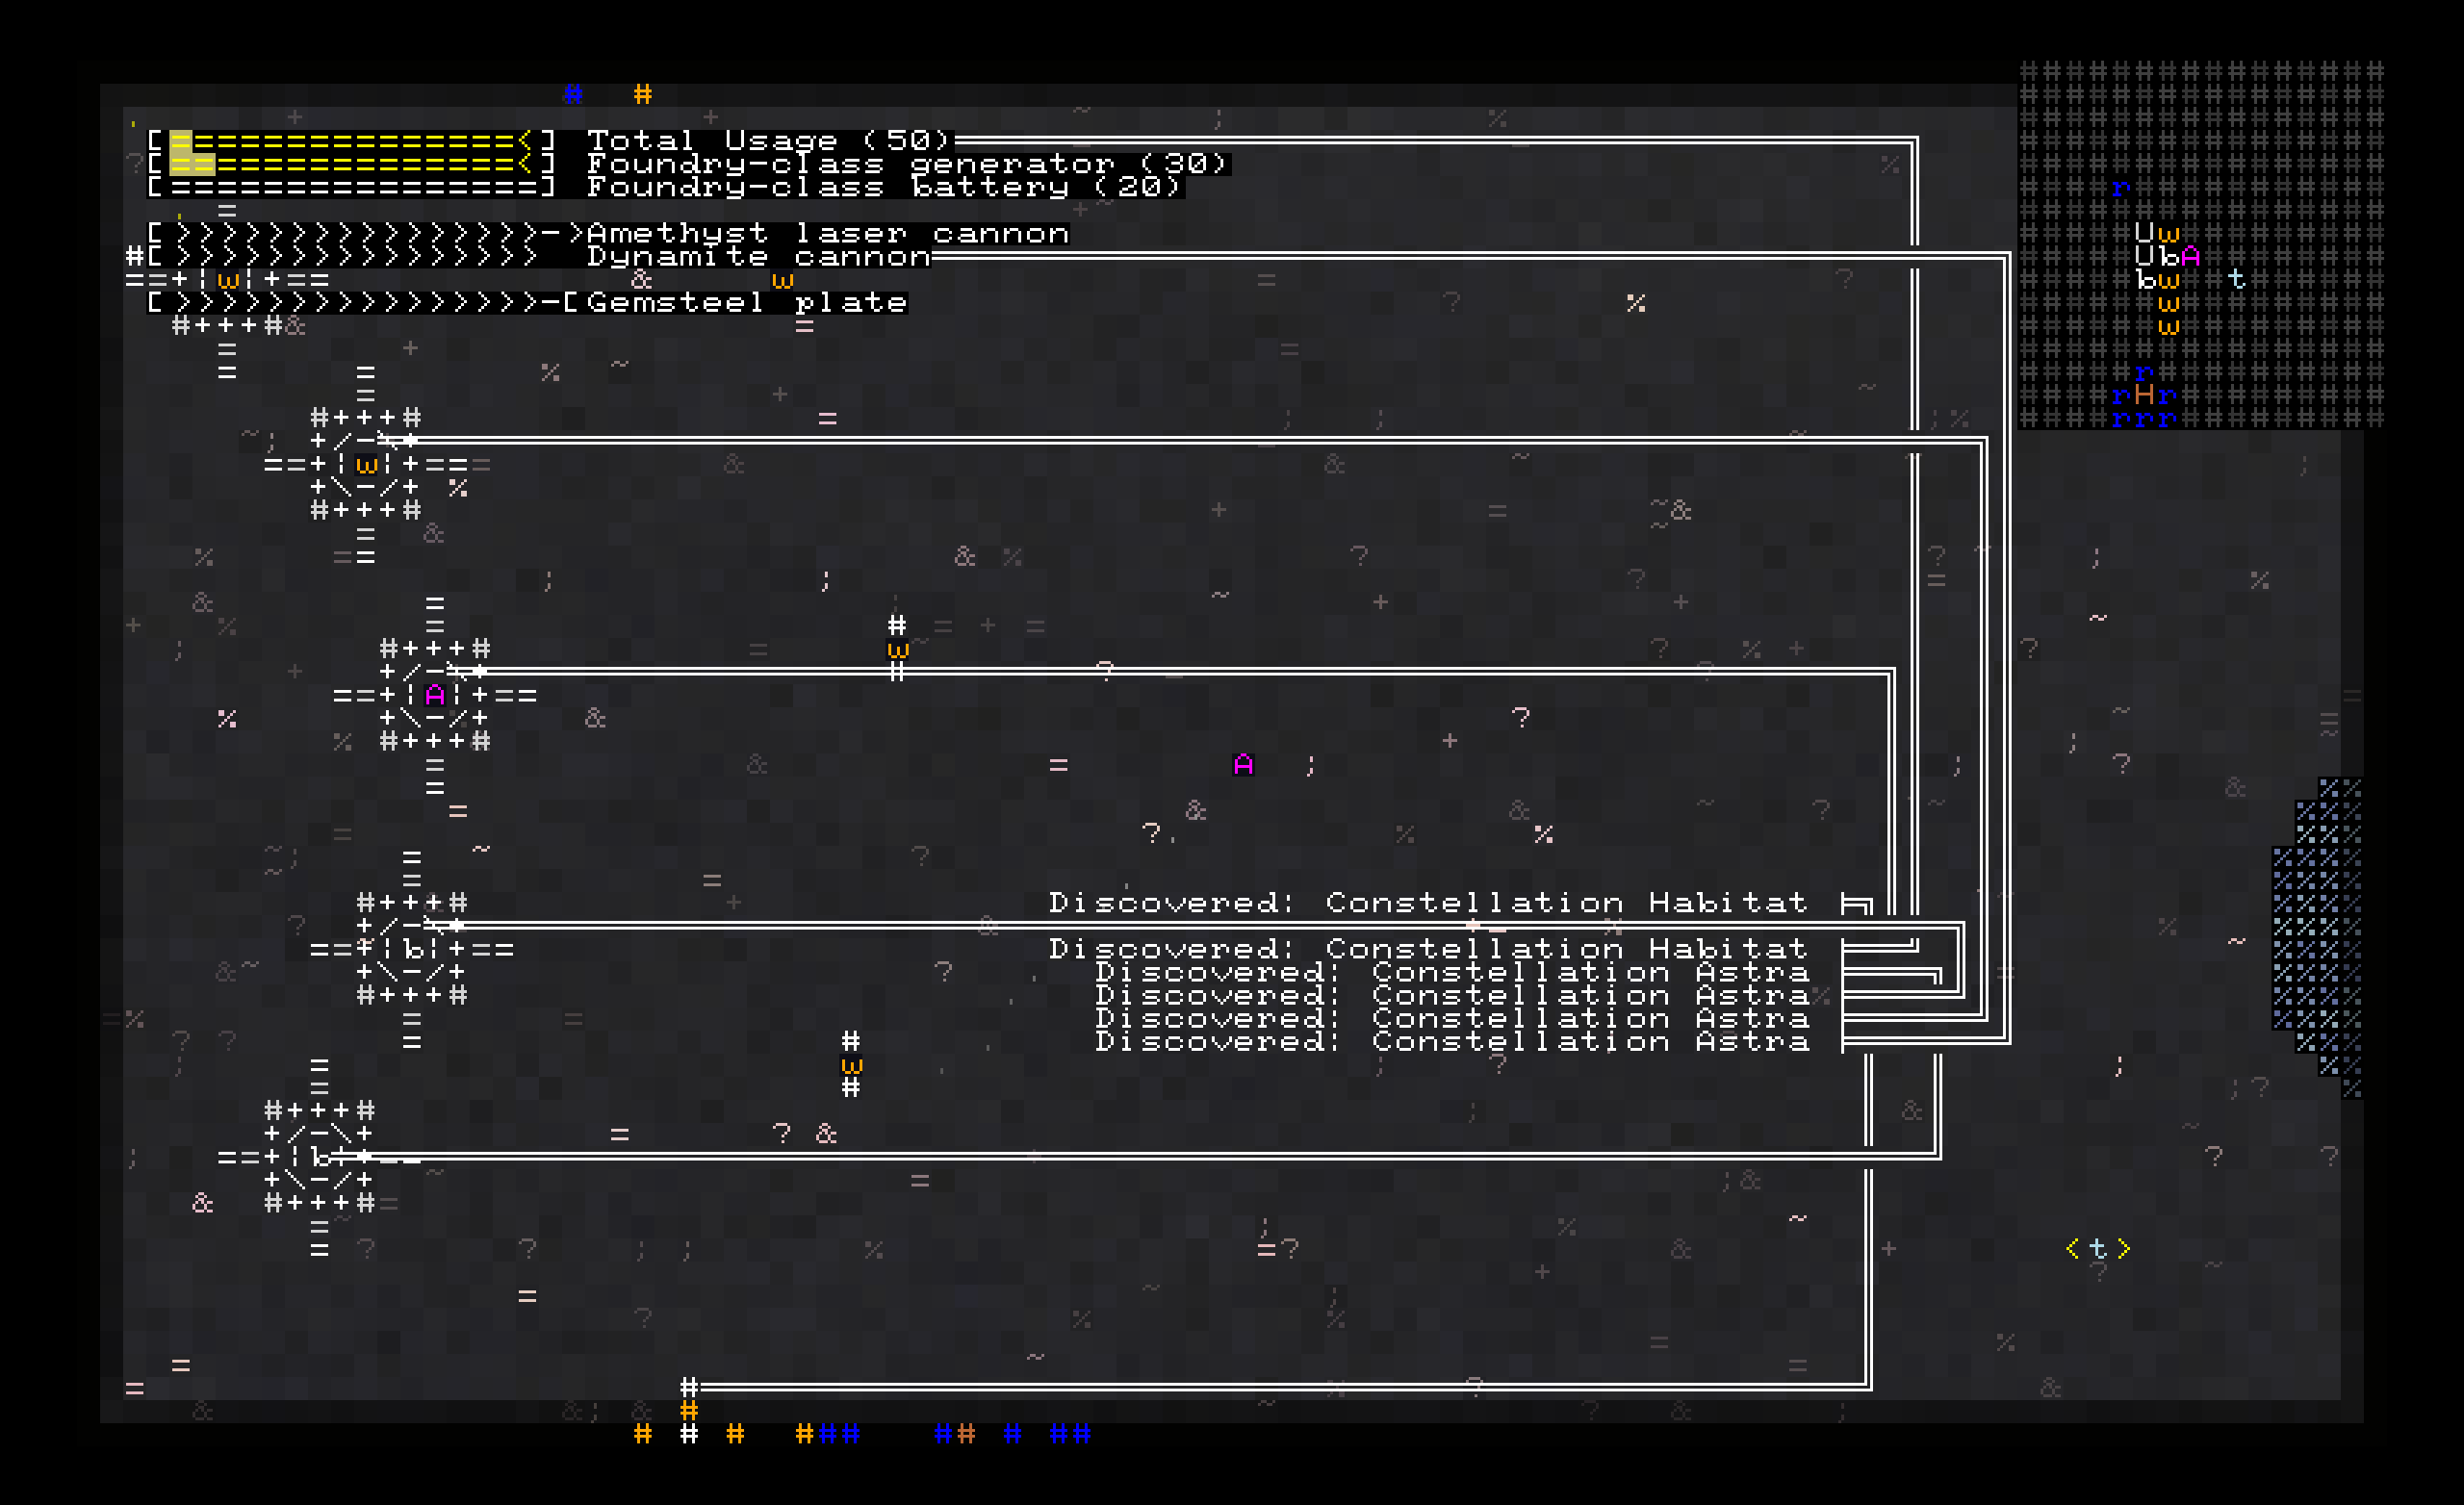 [================<] Total Usage (50)
[================<] Foundry-class generator (30)
[================] Foundry-class battery (20)
[>>>>>>>>>>>>>>>>->Amethyst laser cannon
[>>>>>>>>>>>>>>>> Dynamite cannon
[>>>>>>>>>>>>>>>>-[Gemsteel plate
Discovered: Constellation Habitat
Discovered: Constellation Habitat
Discovered: Constellation Astra
Discovered: Constellation Astra
Discovered: Constellation Astra
Discovered: Constellation Astra